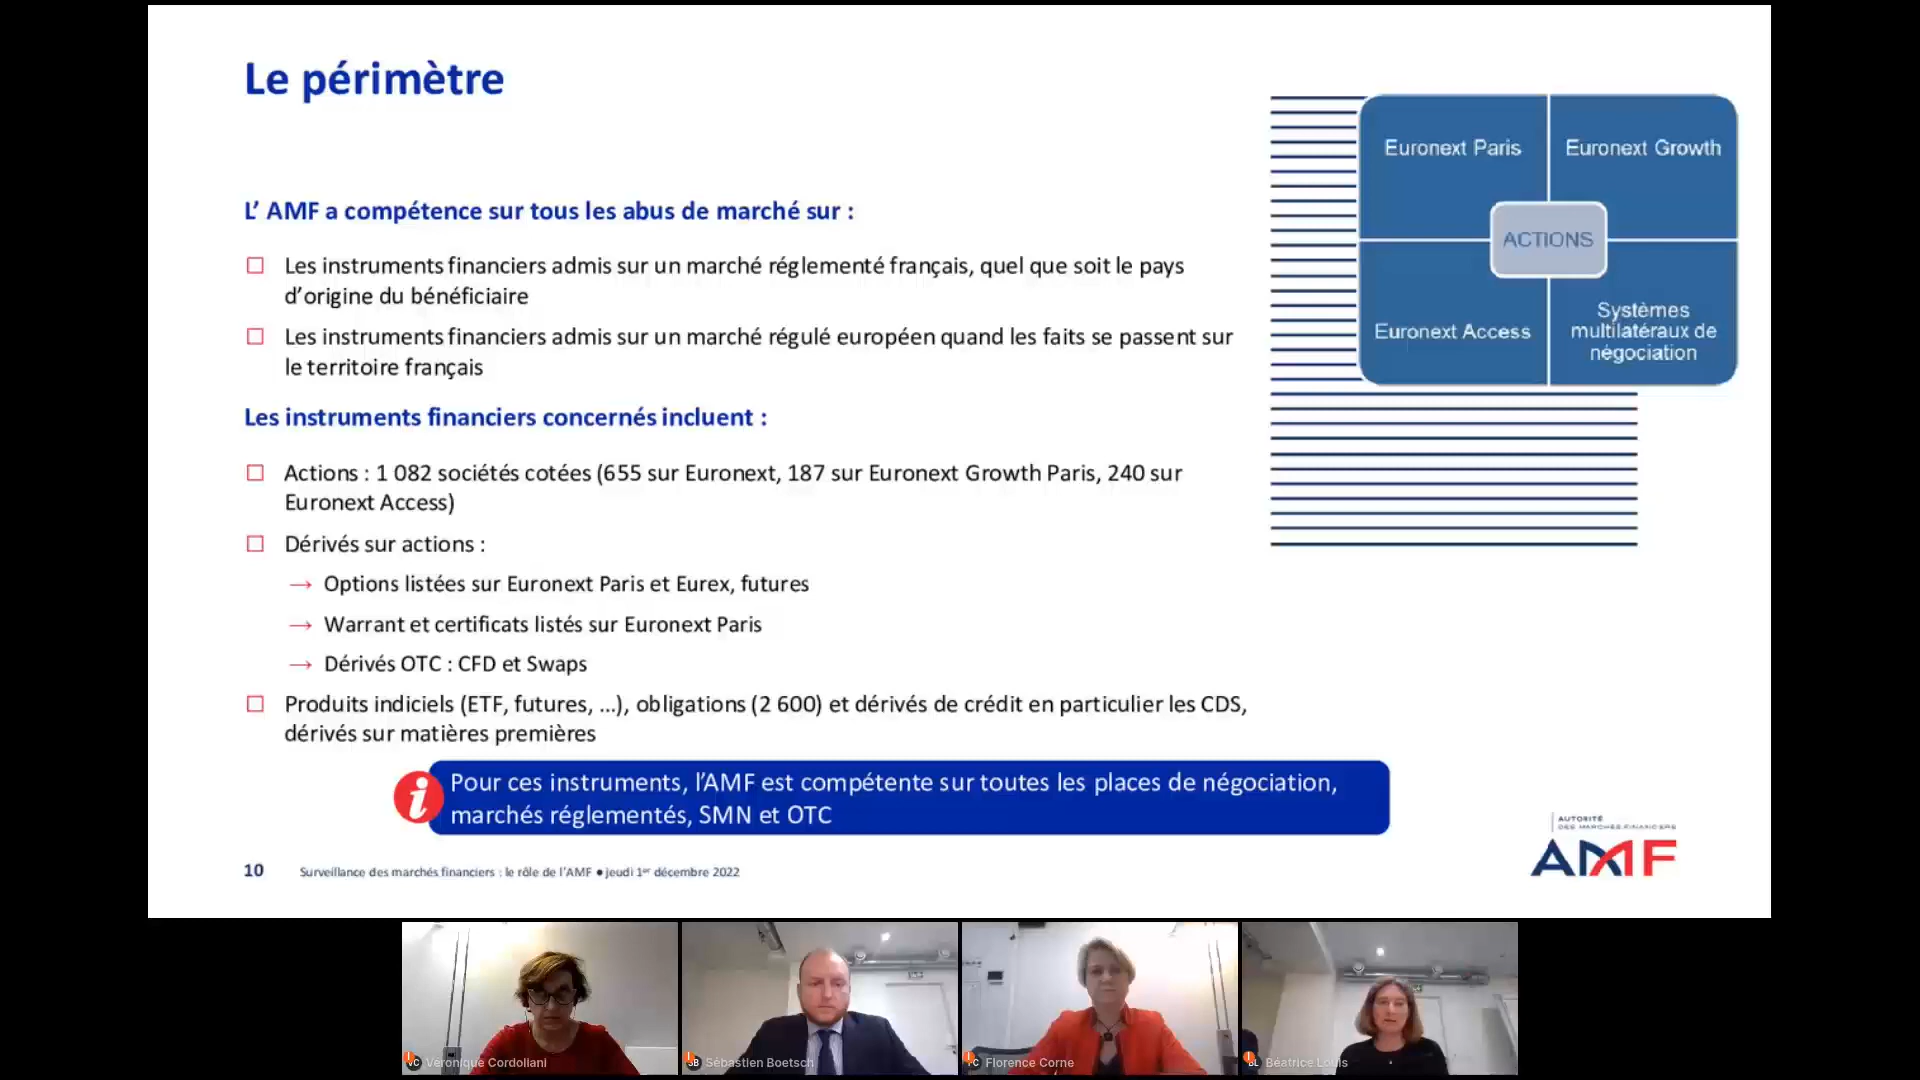 Le périmètre
L’ AMF a compétence sur tous les abus de marché sur :
Les instruments financiers admis sur un marché réglementé français, quel que soit le pays
d’origine du bénéficiaire
Les instruments financiers admis sur un marché régulé européen quand les faits se passent sur
le territoire français
Les instruments financiers concernés incluent :
Actions : 1 082 sociétés cotées (655 sur Euronext, 187 sur Euronext Growth Paris, 240 sur
Euronext Access)
Dérivés sur actions :
→ Options listées sur Euronext Paris et Eurex, futures
→ Warrant et certificats listés sur Euronext Paris
→ Dérivés OTC : CFD et Swaps
Produits indiciels (ETF, futures, ...), obligations (2 600) et dérivés de crédit en particulier les CDS,
dérivés sur matières premières
Euronext Paris
Euronext Growth
ACTIONS
Euronext Access
Systèmes
multilatéraux de
négociation
i
Pour ces instruments, l’AMF est compétente sur toutes les places de négociation,
marchés réglementés, SMN et OTC
AUTORITÉ
DES MARCHÉS FINANCIERS
AMF
10
Surveillance des marchés financiers : le rôle de l’AMF ● jeudi 1er décembre 2022
VC Véronique Cordoliani
SB Sébastien Boetsch
FC Florence Corne
BL Béatrice Louis